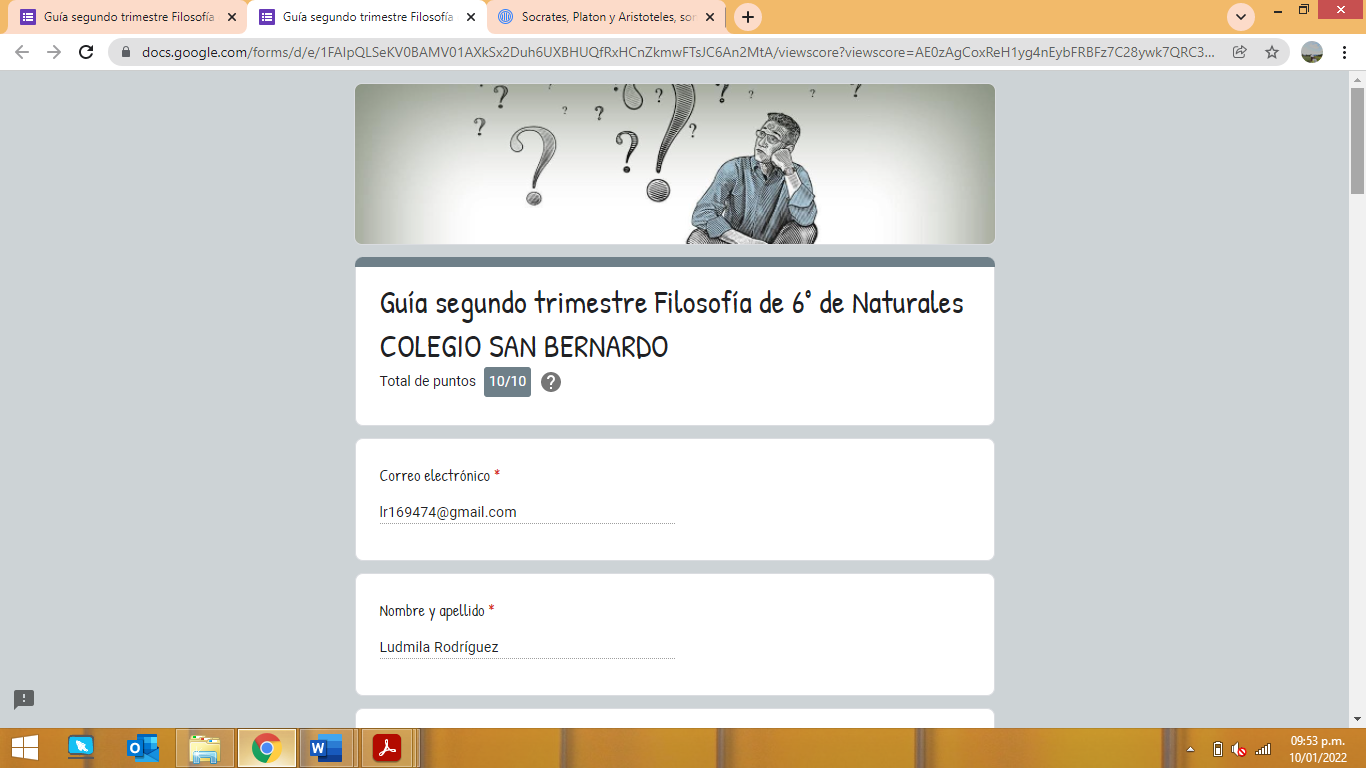 Guía segundo trimestre Filosofía
Guía segundo trimestre Filosofía
Socrates, Platon y Aristoteles, sor
docs.google.com/forms/d/e/1FAIpQLSeKV0BAMV01AXkSx2Duh6UXBHUQfRxHCnZkmwFTsJC6An2MtA/viewscore?viewscore=AE0zAgCoxReH1yg4nEybFRBFz7C28ywk7QRC3...
? ? ? ? ? ? ? ? ? ? ? ? ?
Guía segundo trimestre Filosofía de 6° de Naturales
COLEGIO SAN BERNARDO
Total de puntos 10/10 ?
Correo electrónico *
lr169474@gmail.com
Nombre y apellido *
Ludmila Rodríguez
09:53 p.m.
10/01/2022